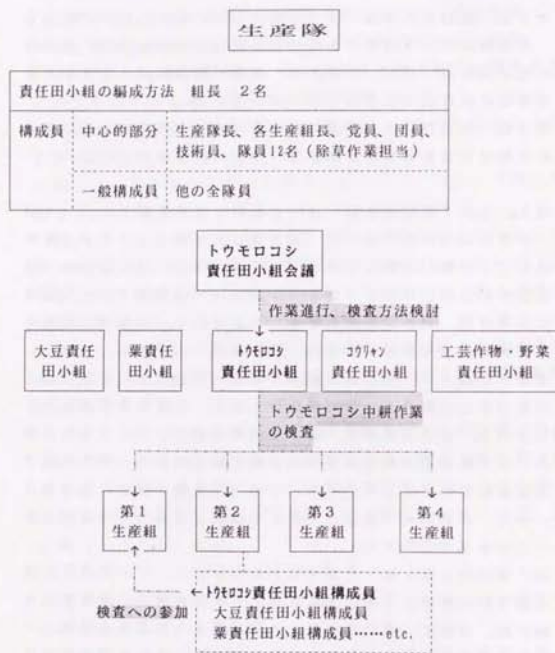 生産隊
責任田小組の編成方法 組長 2名
構成員 中心的部分 生産隊長、各生産組長、党員、団員、
技術員、隊員12名(除草作業担当)
一般構成員 他の全隊員
トウモロコシ
責任田小組会議
作業進行、検査方法検討
大豆責任
田小組
粟責任
田小組
トウモロコシ
責任田小組
コウリャン
責任田小組
工芸作物・野菜
責任田小組
トウモロコシ中耕作業
の検査
第1
生産組
第2
生産組
第3
生産組
第4
生産組
←トウモロコシ責任田小組構成員
検査への参加
大豆責任田小組構成員
粟責任田小組構成員……etc.